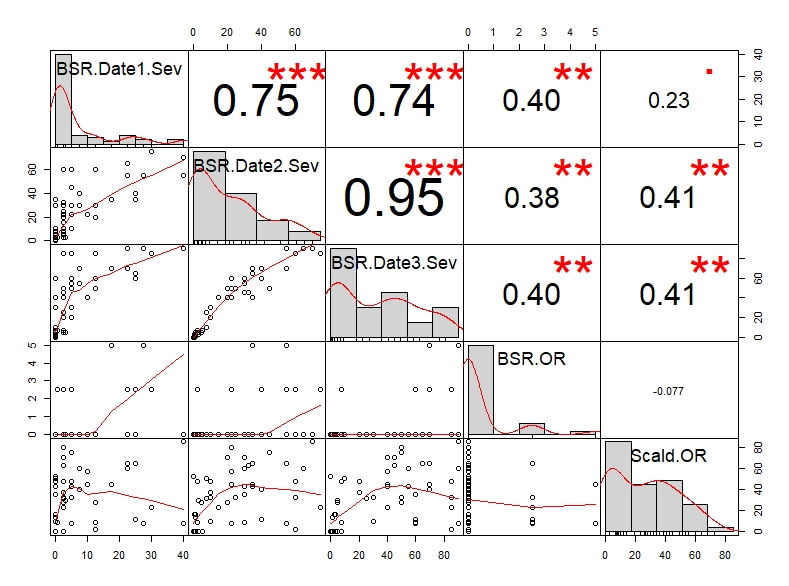 0 20 40 60 0 1 2 3 4 5
BSR.Date1.Sev 0.75 *** 0.74 *** 0.40 ** 0.23 . 0 10 20 30 40
0 20 40 60 BSR.Date2.Sev 0.95 *** 0.38 ** 0.41 **
BSR.Date3.Sev 0.40 ** 0.41 ** 0 20 60
0 1 2 3 4 5 BSR.OR -0.077
Scald.OR 0 20 40 60 80
0 10 20 30 40 0 20 40 60 80 0 20 40 60 80